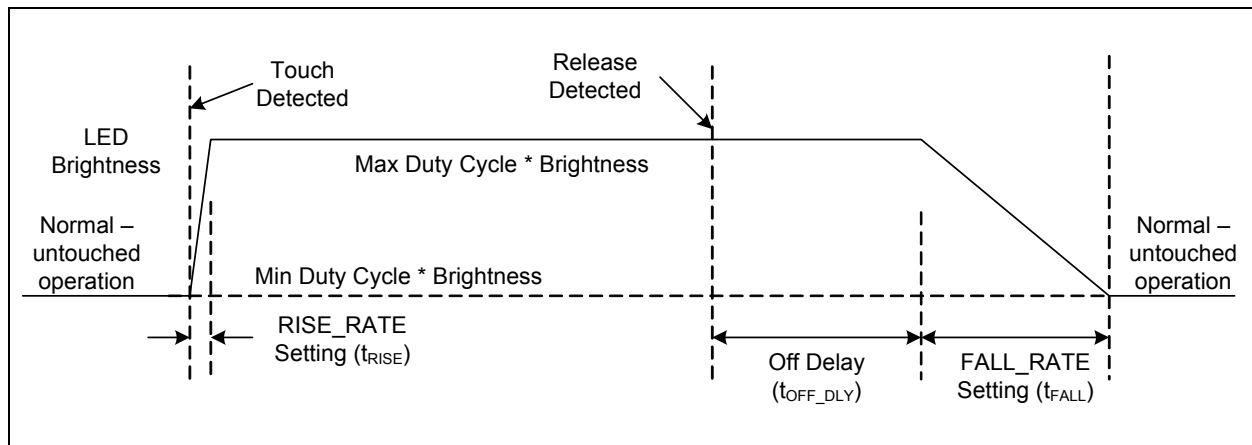 Touch
Detected
Release
Detected
LED
Brightness
Max Duty Cycle * Brightness
Normal –
untouched
operation
Min Duty Cycle * Brightness
Normal –
untouched
operation
RISE_RATE
Setting (tRISE)
Off Delay
(tOFF_DLY)
FALL_RATE
Setting (tFALL)